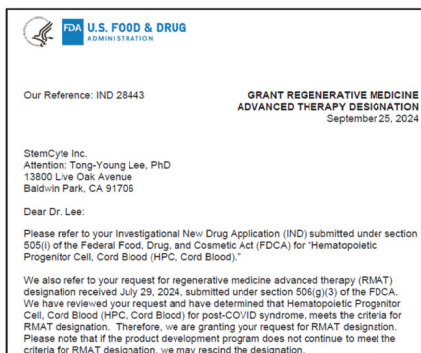 FDA U.S. FOOD & DRUG
ADMINISTRATION
Our Reference: IND 28443
GRANT REGENERATIVE MEDICINE
ADVANCED THERAPY DESIGNATION
September 25, 2024
StemCyte Inc.
Attention: Tong-Young Lee, PhD
13800 Live Oak Avenue
Baldwin Park, CA 91706
Dear Dr. Lee:
Please refer to your Investigational New Drug Application (IND) submitted under section
505(i) of the Federal Food, Drug, and Cosmetic Act (FDCA) for "Hematopoietic
Progenitor Cell, Cord Blood (HPC, Cord Blood)."
We also refer to your request for regenerative medicine advanced therapy (RMAT)
designation received July 29, 2024, submitted under section 506(g)(3) of the FDCA.
We have reviewed your request and have determined that Hematopoietic Progenitor
Cell, Cord Blood (HPC, Cord Blood) for post-COVID syndrome, meets the criteria for
RMAT designation. Therefore, we are granting your request for RMAT designation.
Please note that if the product development program does not continue to meet the
criteria for RMAT designation, we may rescind the designation.